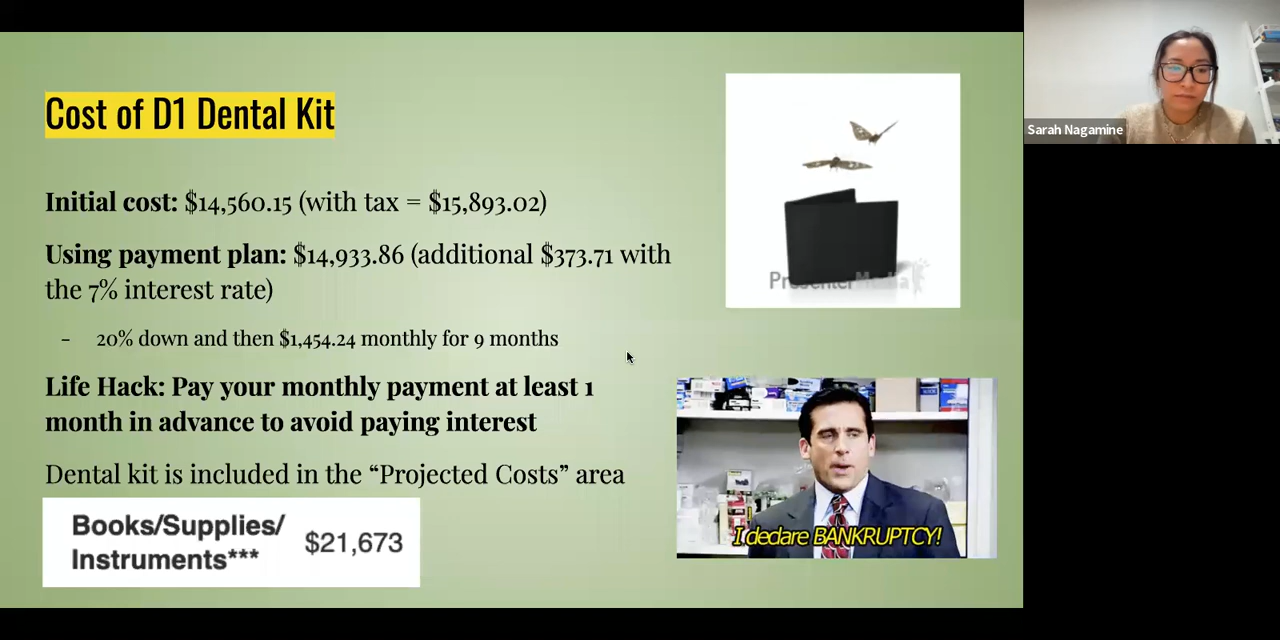 Cost of D1 Dental Kit
Initial cost: $14,560.15 (with tax = $15,893.02)
Using payment plan: $14,933.86 (additional $373.71 with
the 7% interest rate)
- 20% down and then $1,454.24 monthly for 9 months
Life Hack: Pay your monthly payment at least 1
month in advance to avoid paying interest
Dental kit is included in the “Projected Costs” area
Books/Supplies/
Instruments*** $21,673
PresenterMedia
I declare BANKRUPTCY!
Sarah Nagamine